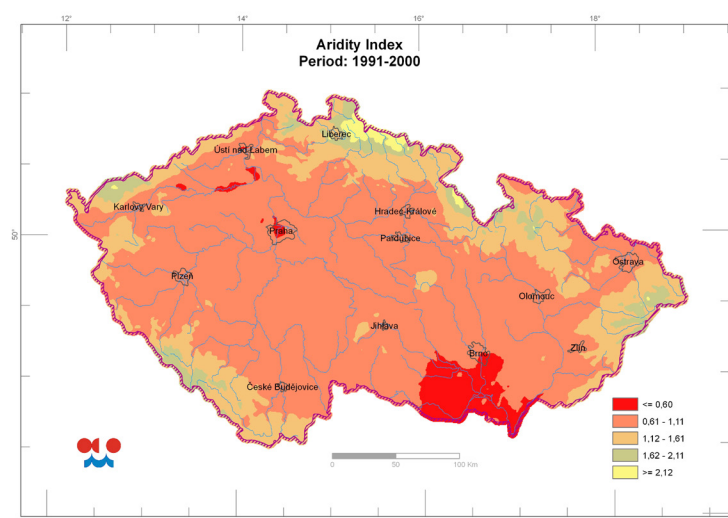 12° 14° 16° 18°
Aridity Index
Period: 1991-2000
Liberec
Ústí nad Labem
Karlovy Vary
Hradec Králové
50°
Praha
Pardubice
Ostrava
Plzeň
Olomouc
Jihlava
Brno
Zlín
České Budějovice
<= 0,60
0,61 - 1,11
1,12 - 1,61
1,62 - 2,11
>= 2,12
0 50 100 Km